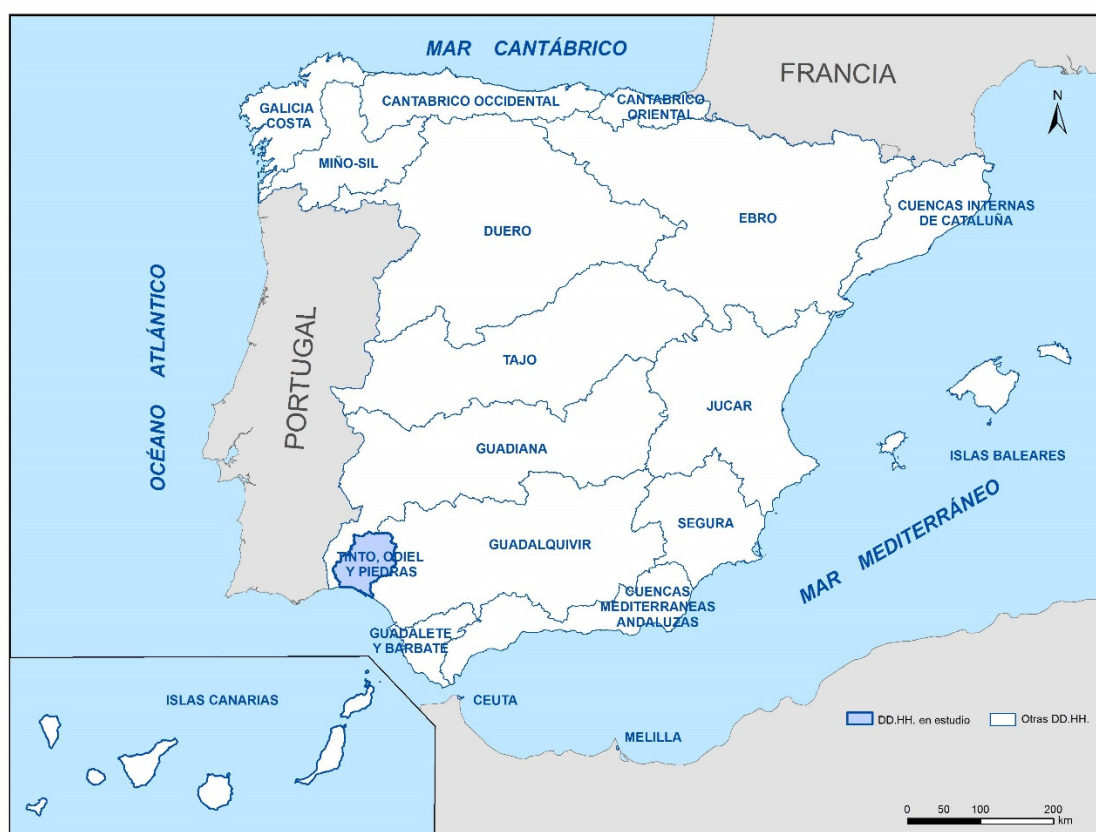 MAR CANTÁBRICO
FRANCIA
N
GALICIA
COSTA
CANTABRICO OCCIDENTAL
CANTABRICO
ORIENTAL
MIÑO-SIL
CUENCAS INTERNAS
DE CATALUÑA
EBRO
DUERO
OCÉANO ATLÁNTICO
PORTUGAL
TAJO
JUCAR
GUADIANA
ISLAS BALEARES
MAR MEDITERRÁNEO
SEGURA
GUADALQUIVIR
TINTO, ODIEL
Y PIEDRAS
CUENCAS
MEDITERRANEAS
ANDALUZAS
GUADALETE
Y BARBATE
ISLAS CANARIAS
CEUTA
MELILLA
DD.HH. en estudio
Otras DD.HH.
0 50 100 200
km